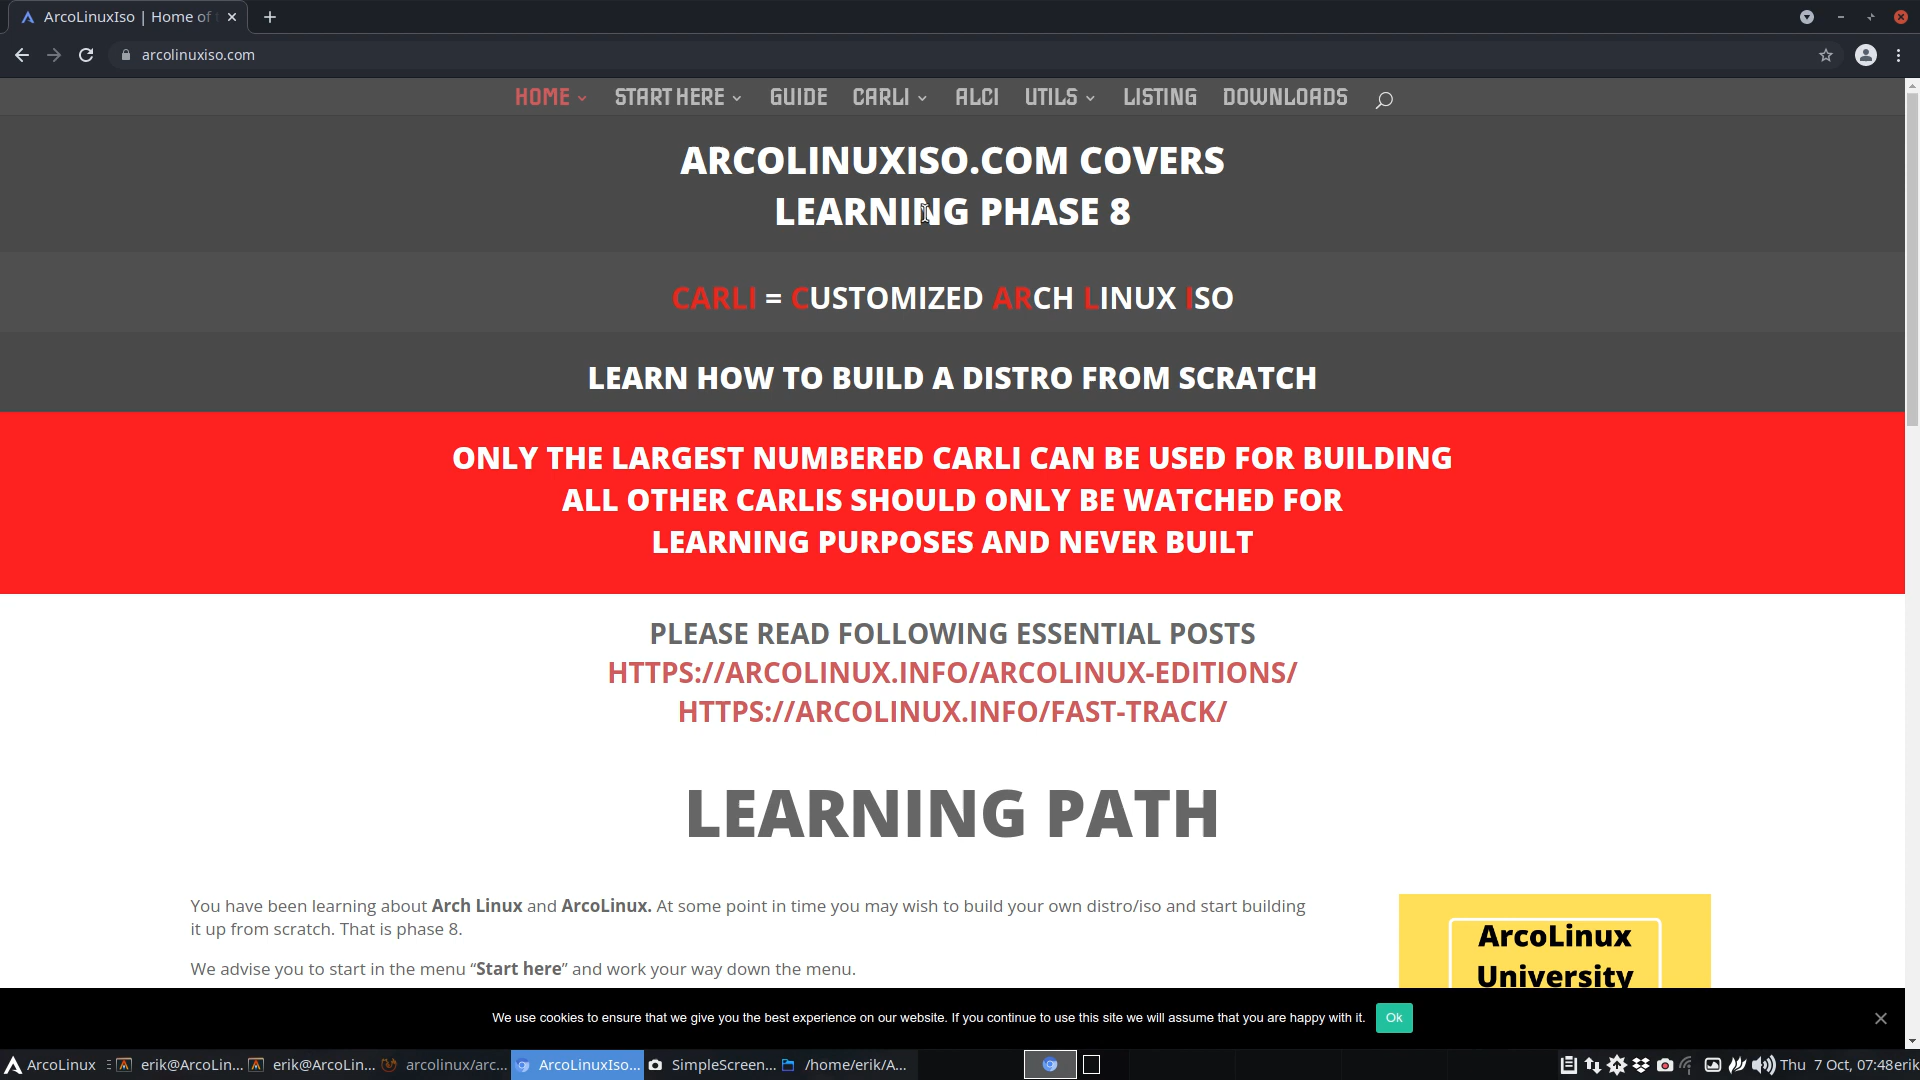 ArcoLinuxIso | Home of
arcolinuxiso.com
HOME START HERE GUIDE CARLI ALCI UTILS LISTING DOWNLOADS
ARCOLINUXISO.COM COVERS
LEARNING PHASE 8
CARLI = CUSTOMIZED ARCH LINUX ISO
LEARN HOW TO BUILD A DISTRO FROM SCRATCH
ONLY THE LARGEST NUMBERED CARLI CAN BE USED FOR BUILDING
ALL OTHER CARLIS SHOULD ONLY BE WATCHED FOR
LEARNING PURPOSES AND NEVER BUILT
PLEASE READ FOLLOWING ESSENTIAL POSTS
HTTPS://ARCOLINUX.INFO/ARCOLINUX-EDITIONS/
HTTPS://ARCOLINUX.INFO/FAST-TRACK/
LEARNING PATH
You have been learning about Arch Linux and ArcoLinux. At some point in time you may wish to build your own distro/iso and start building
it up from scratch. That is phase 8.
We advise you to start in the menu “Start here” and work your way down the menu.
ArcoLinux
University
We use cookies to ensure that we give you the best experience on our website. If you continue to use this site we will assume that you are happy with it. Ok
ArcoLinux erik@ArcoLin... erik@ArcoLin... arcolinux/arc... ArcoLinuxIso... SimpleScreen... /home/erik/A... Thu 7 Oct, 07:48 erik